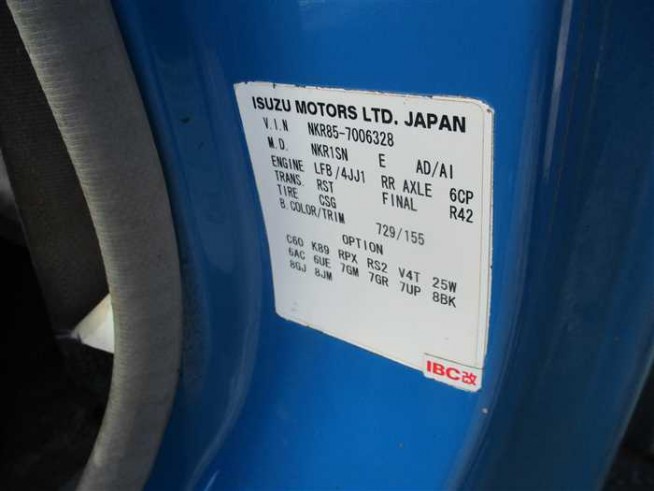 ISUZU MOTORS LTD. JAPAN
V.I.N NKR85-7006328
M.D. NKR1SN E AD/AI
ENGINE LFB/4JJ1 RR AXLE 6CP
TRANS. RST FINAL R42
TIRE CSG
B.COLOR/TRIM 729/155
OPTION
C60 K89 RPX RS2 V4T 25W
6AC 6UE 7GM 7GR 7UP 8BK
8GJ 8JM
IBC改